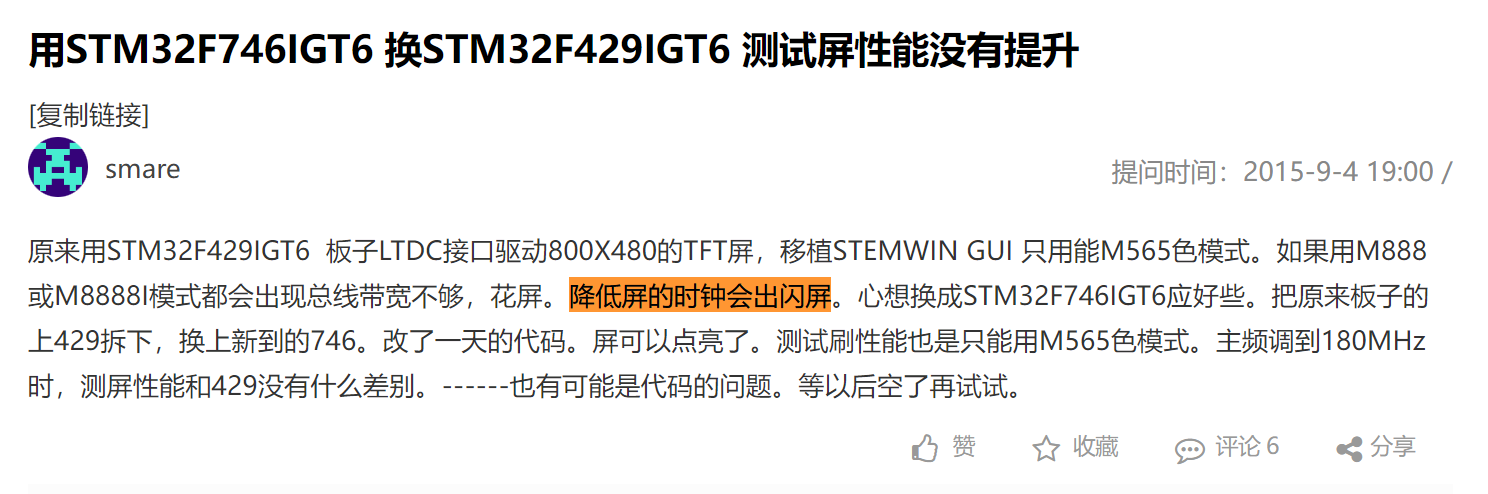 用STM32F746IGT6 换STM32F429IGT6 测试屏性能没有提升
[复制链接]
smare
提问时间：2015-9-4 19:00 /
原来用STM32F429IGT6  板子LTDC接口驱动800X480的TFT屏，移植STEMWIN GUI 只用能M565色模式。如果用M888
或M8888I模式都会出现总线带宽不够，花屏。降低屏的时钟会出闪屏。心想换成STM32F746IGT6应好些。把原来板子的
上429拆下，换上新到的746。改了一天的代码。屏可以点亮了。测试刷性能也是只能用M565色模式。主频调到180MHz
时，测屏性能和429没有什么差别。------也有可能是代码的问题。等以后空了再试试。
赞 收藏 评论 6 分享